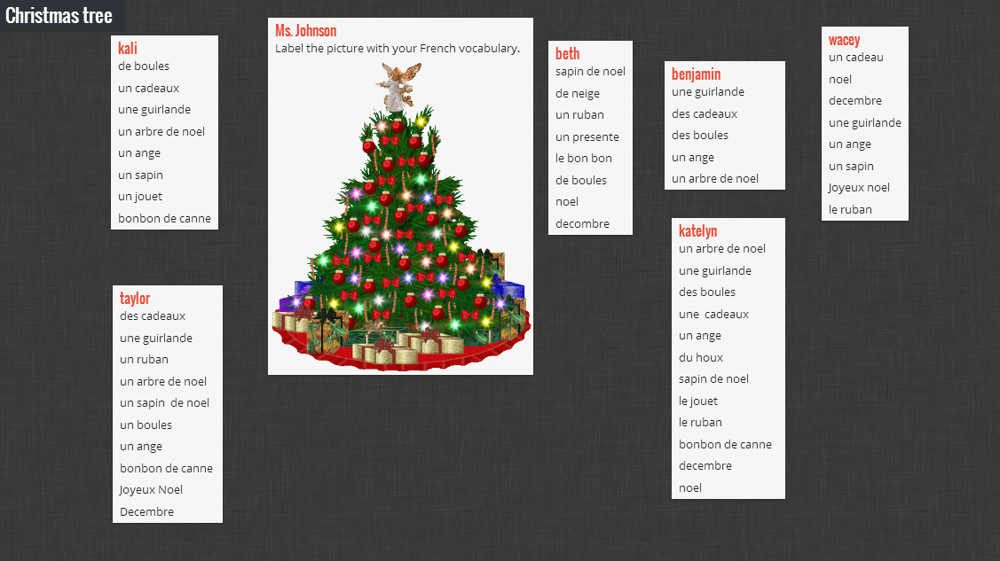 Christmas tree
kali
de boules
un cadeaux
une guirlande
un arbre de noel
un ange
un sapin
un jouet
bonbon de canne
Ms. Johnson
Label the picture with your French vocabulary.
beth
sapin de noel
de neige
un ruban
un presente
le bon bon
de boules
noel
decombre
benjamin
une guirlande
des cadeaux
des boules
un ange
un arbre de noel
wacey
un cadeau
noel
decembre
une guirlande
un ange
un sapin
Joyeux noel
le ruban
taylor
des cadeaux
une guirlande
un ruban
un arbre de noel
un sapin de noel
un boules
un ange
bonbon de canne
Joyeux Noel
Decembre
katelyn
un arbre de noel
une guirlande
des boules
une cadeaux
un ange
du houx
sapin de noel
le jouet
le ruban
bonbon de canne
decembre
noel